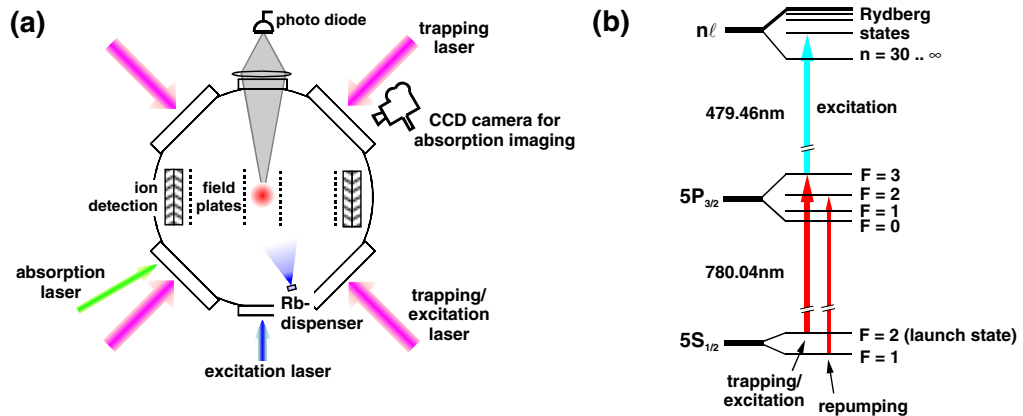 (a)
photo diode
trapping
laser
CCD camera for
absorption imaging
ion
detection
field
plates
absorption
laser
Rb-
dispenser
trapping/
excitation
laser
excitation laser
(b)
nℓ
Rydberg
states
n = 30 .. ∞
479.46nm
excitation
5P3/2
F = 3
F = 2
F = 1
F = 0
780.04nm
5S1/2
F = 2 (launch state)
F = 1
trapping/
excitation
repumping